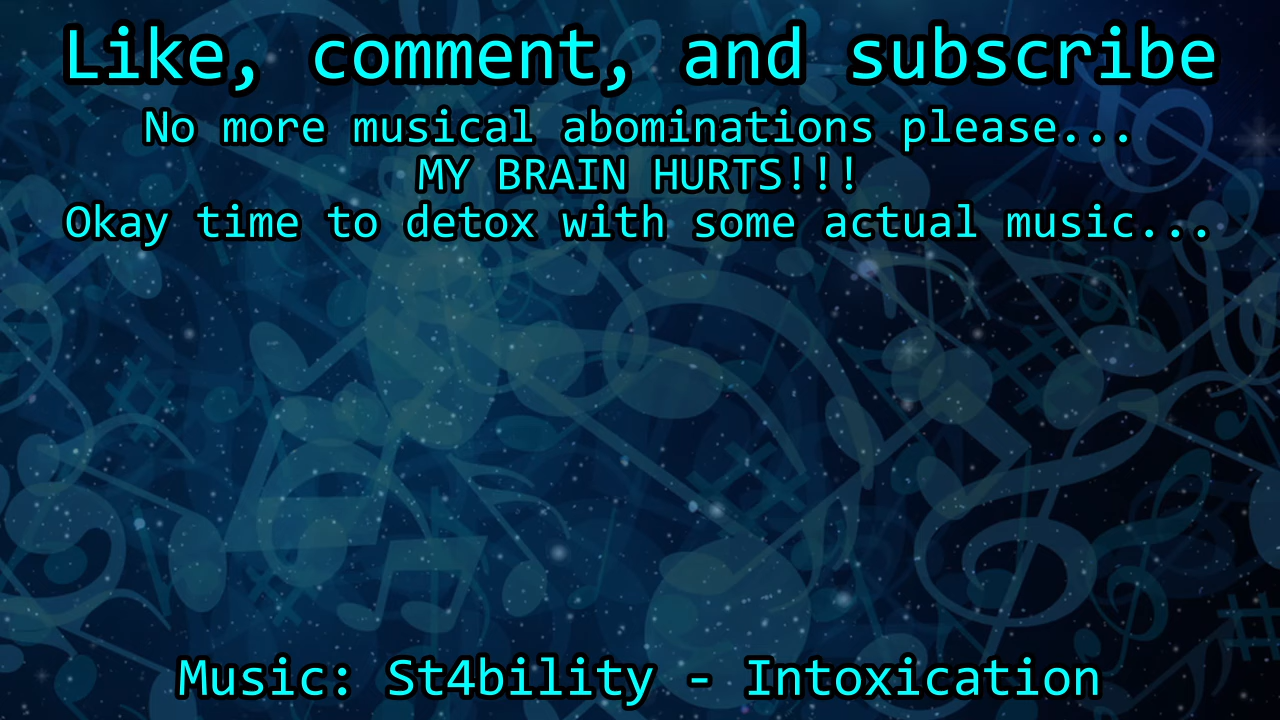 Like, comment, and subscribe
No more musical abominations please...
MY BRAIN HURTS!!!
Okay time to detox with some actual music...
Music: St4bility - Intoxication